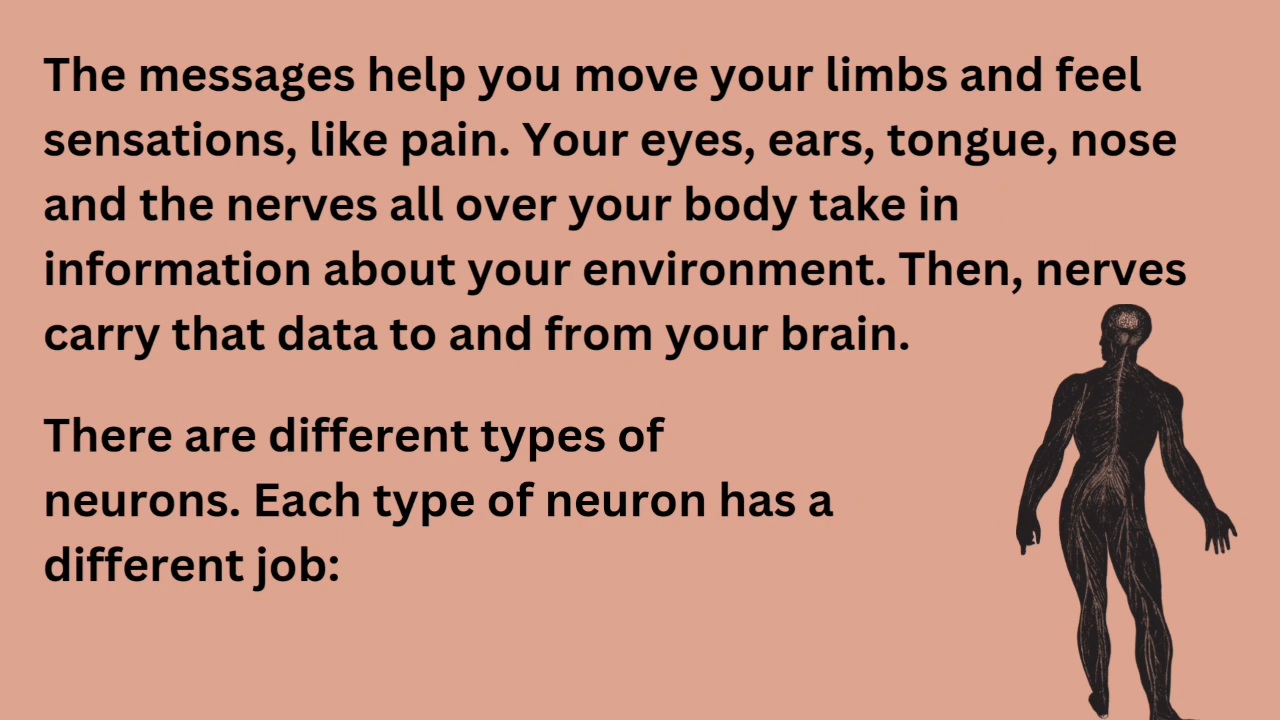 The messages help you move your limbs and feel
sensations, like pain. Your eyes, ears, tongue, nose
and the nerves all over your body take in
information about your environment. Then, nerves
carry that data to and from your brain.
There are different types of
neurons. Each type of neuron has a
different job: